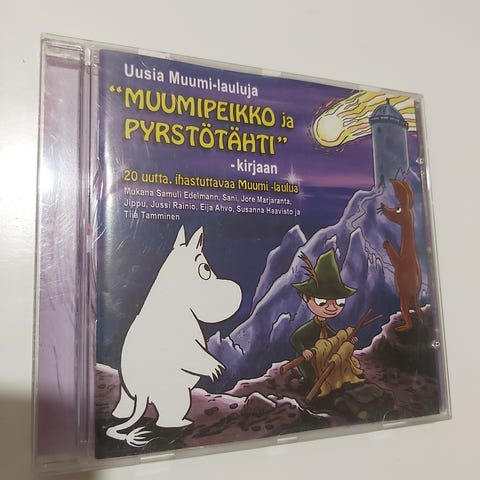 Uusia Muumi-lauluja
"MUUMIPEIKKO ja
PYRSTÖTÄHTI"
-kirjaan
20 uutta, ihastuttavaa Muumi -laulua
Mukana Samuli Edelmann, Sani, Jore Marjaranta,
Jippu, Jussi Rainio, Eija Ahvo, Susanna Haavisto ja
Tiia Tamminen